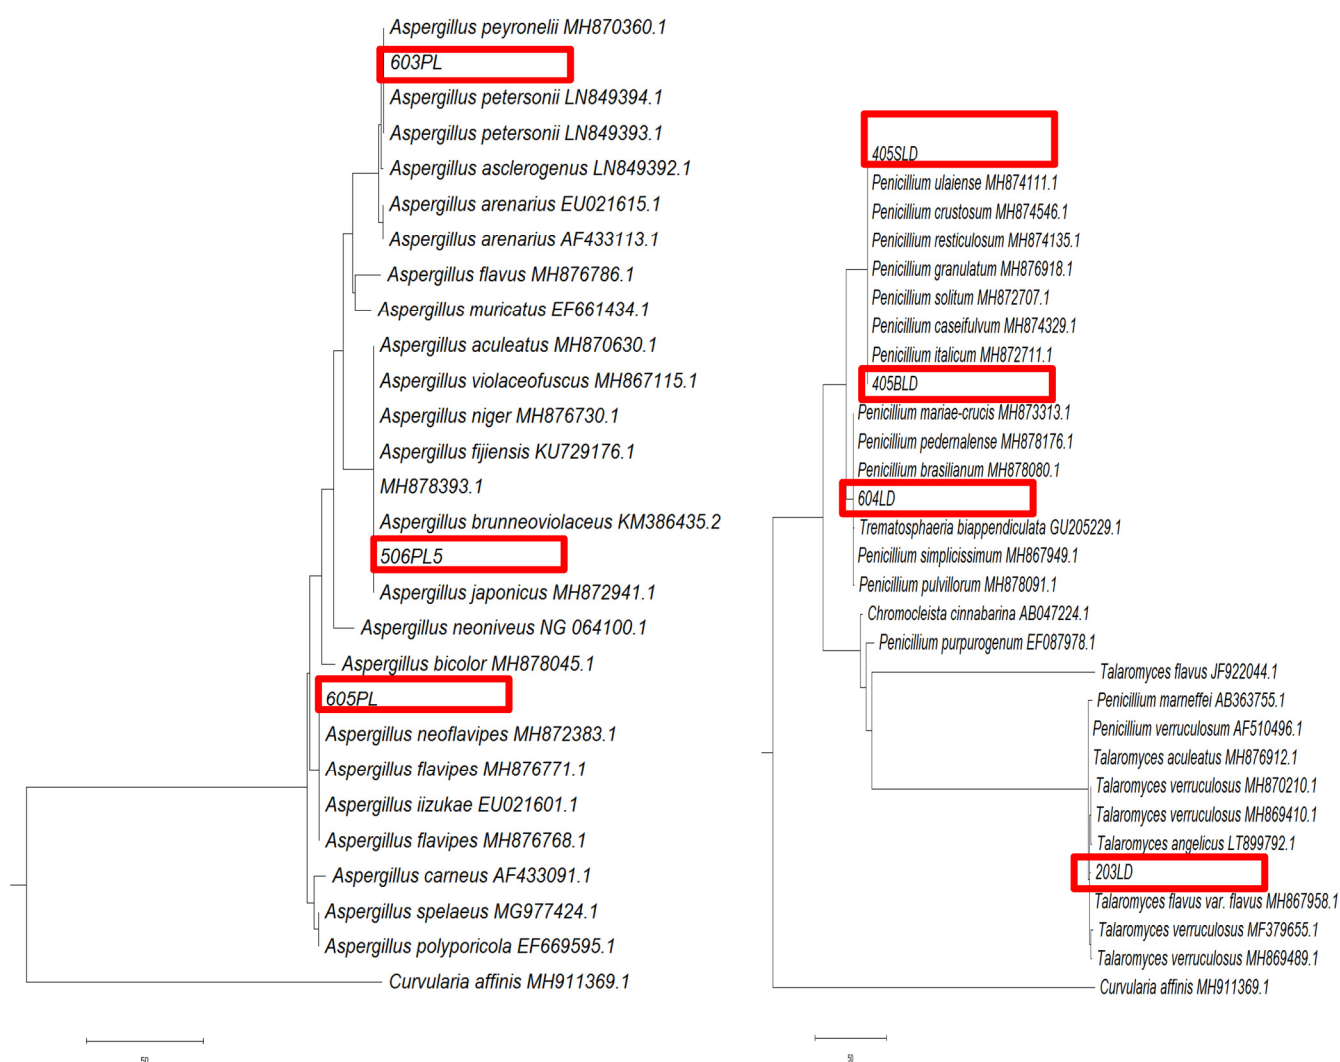 Aspergillus peyronelii MH870360.1
603PL
Aspergillus petersonii LN849394.1
Aspergillus petersonii LN849393.1
Aspergillus asclerogenus LN849392.1
Aspergillus arenarius EU021615.1
Aspergillus arenarius AF433113.1
Aspergillus flavus MH876786.1
Aspergillus muricatus EF661434.1
Aspergillus aculeatus MH870630.1
Aspergillus violaceofuscus MH867115.1
Aspergillus niger MH876730.1
Aspergillus fijiensis KU729176.1
MH878393.1
Aspergillus brunneoviolaceus KM386435.2
506PL5
Aspergillus japonicus MH872941.1
Aspergillus neoniveus NG 064100.1
Aspergillus bicolor MH878045.1
605PL
Aspergillus neoflavipes MH872383.1
Aspergillus flavipes MH876771.1
Aspergillus iizukae EU021601.1
Aspergillus flavipes MH876768.1
Aspergillus carneus AF433091.1
Aspergillus spelaeus MG977424.1
Aspergillus polyporicola EF669595.1
Curvularia affinis MH911369.1
50
405SLD
Penicillium ulaiense MH874111.1
Penicillium crustosum MH874546.1
Penicillium resticulosum MH874135.1
Penicillium granulatum MH876918.1
Penicillium solitum MH872707.1
Penicillium caseifulvum MH874329.1
Penicillium italicum MH872711.1
405BLD
Penicillium mariae-crucis MH873313.1
Penicillium pedernalense MH878176.1
Penicillium brasilianum MH878080.1
604LD
Trematosphaeria biappendiculata GU205229.1
Penicillium simplicissimum MH867949.1
Penicillium pulvillorum MH878091.1
Chromocleista cinnabarina AB047224.1
Penicillium purpurogenum EF087978.1
Talaromyces flavus JF922044.1
Penicillium marneffei AB363755.1
Penicillium verruculosum AF510496.1
Talaromyces aculeatus MH876912.1
Talaromyces verruculosus MH870210.1
Talaromyces verruculosus MH869410.1
Talaromyces angelicus LT899792.1
203LD
Talaromyces flavus var. flavus MH867958.1
Talaromyces verruculosus MF379655.1
Talaromyces verruculosus MH869489.1
Curvularia affinis MH911369.1
50